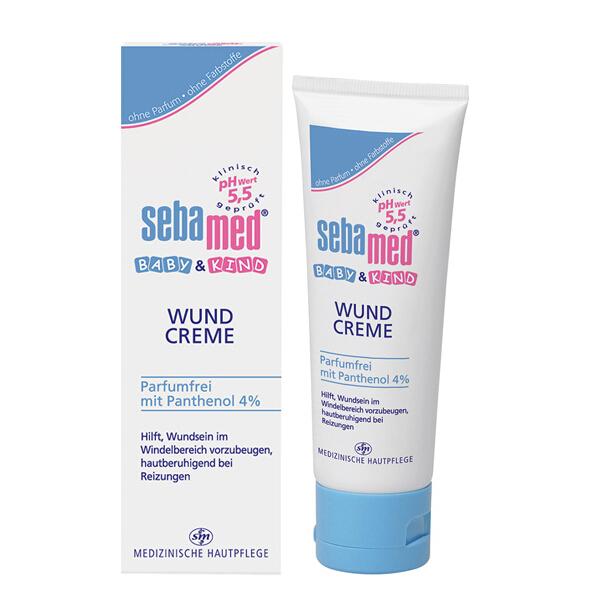 ohne Parfum • ohne Farbstoffe
klinisch
pH Wert
5,5
geprüft
sebamed®
BABY & KIND
WUND
CREME
Parfumfrei
mit Panthenol 4%
Hilft, Wundsein im
Windelbereich vorzubeugen,
hautberuhigend bei
Reizungen
sm
MEDIZINISCHE HAUTPFLEGE
ohne Parfum • ohne Farbstoffe
klinisch
pH Wert
5,5
geprüft
sebamed®
BABY & KIND
WUND
CREME
Parfumfrei
mit Panthenol 4%
Hilft, Wundsein im
Windelbereich vorzubeugen,
hautberuhigend bei
Reizungen
sm
MEDIZINISCHE HAUTPFLEGE